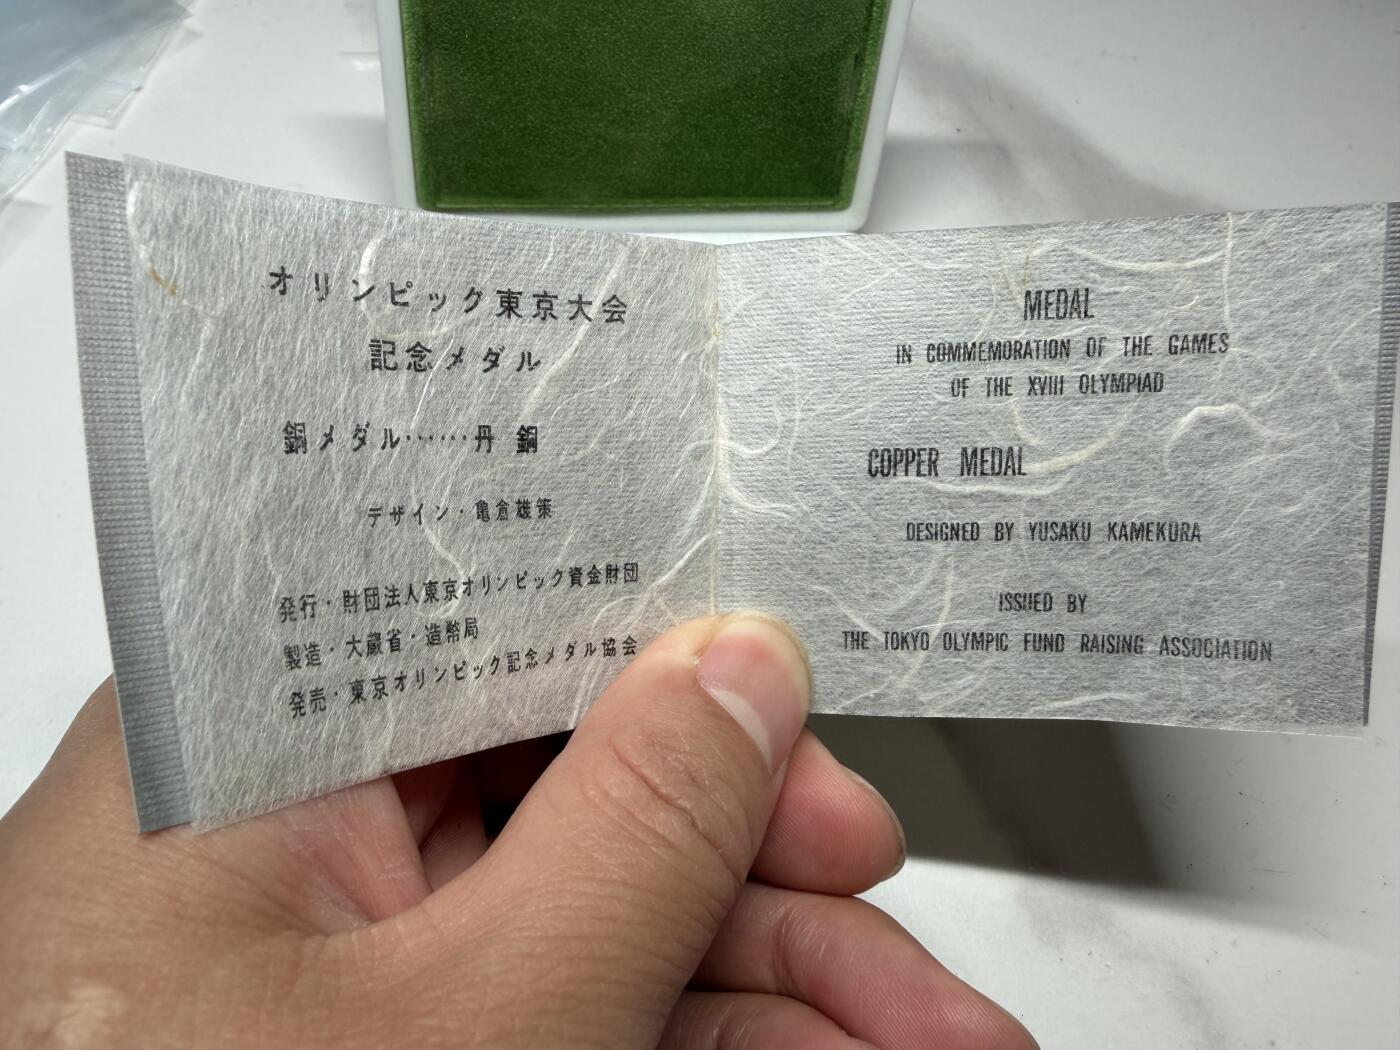 オリンピック東京大会
記念メダル
銅メダル……丹 銅
デザイン・亀倉雄策
発行・財団法人東京オリンピック資金財団
製造・大蔵省・造幣局
発売・東京オリンピック記念メダル協会
MEDAL
IN COMMEMORATION OF THE GAMES
OF THE XVIII OLYMPIAD
COPPER MEDAL
DESIGNED BY YUSAKU KAMEKURA
ISSUED BY
THE TOKYO OLYMPIC FUND RAISING ASSOCIATION